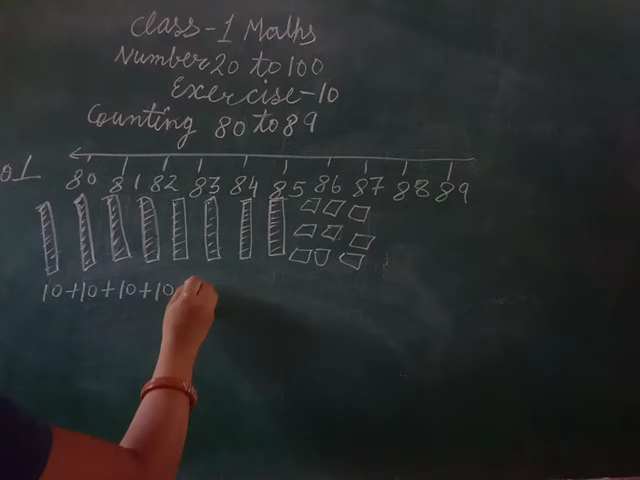 Class-1 Maths
Number 20 to 100
Exercise-10
Counting 80 to 89
80 81 82 83 84 85 86 87 88 89
10+10+10+10